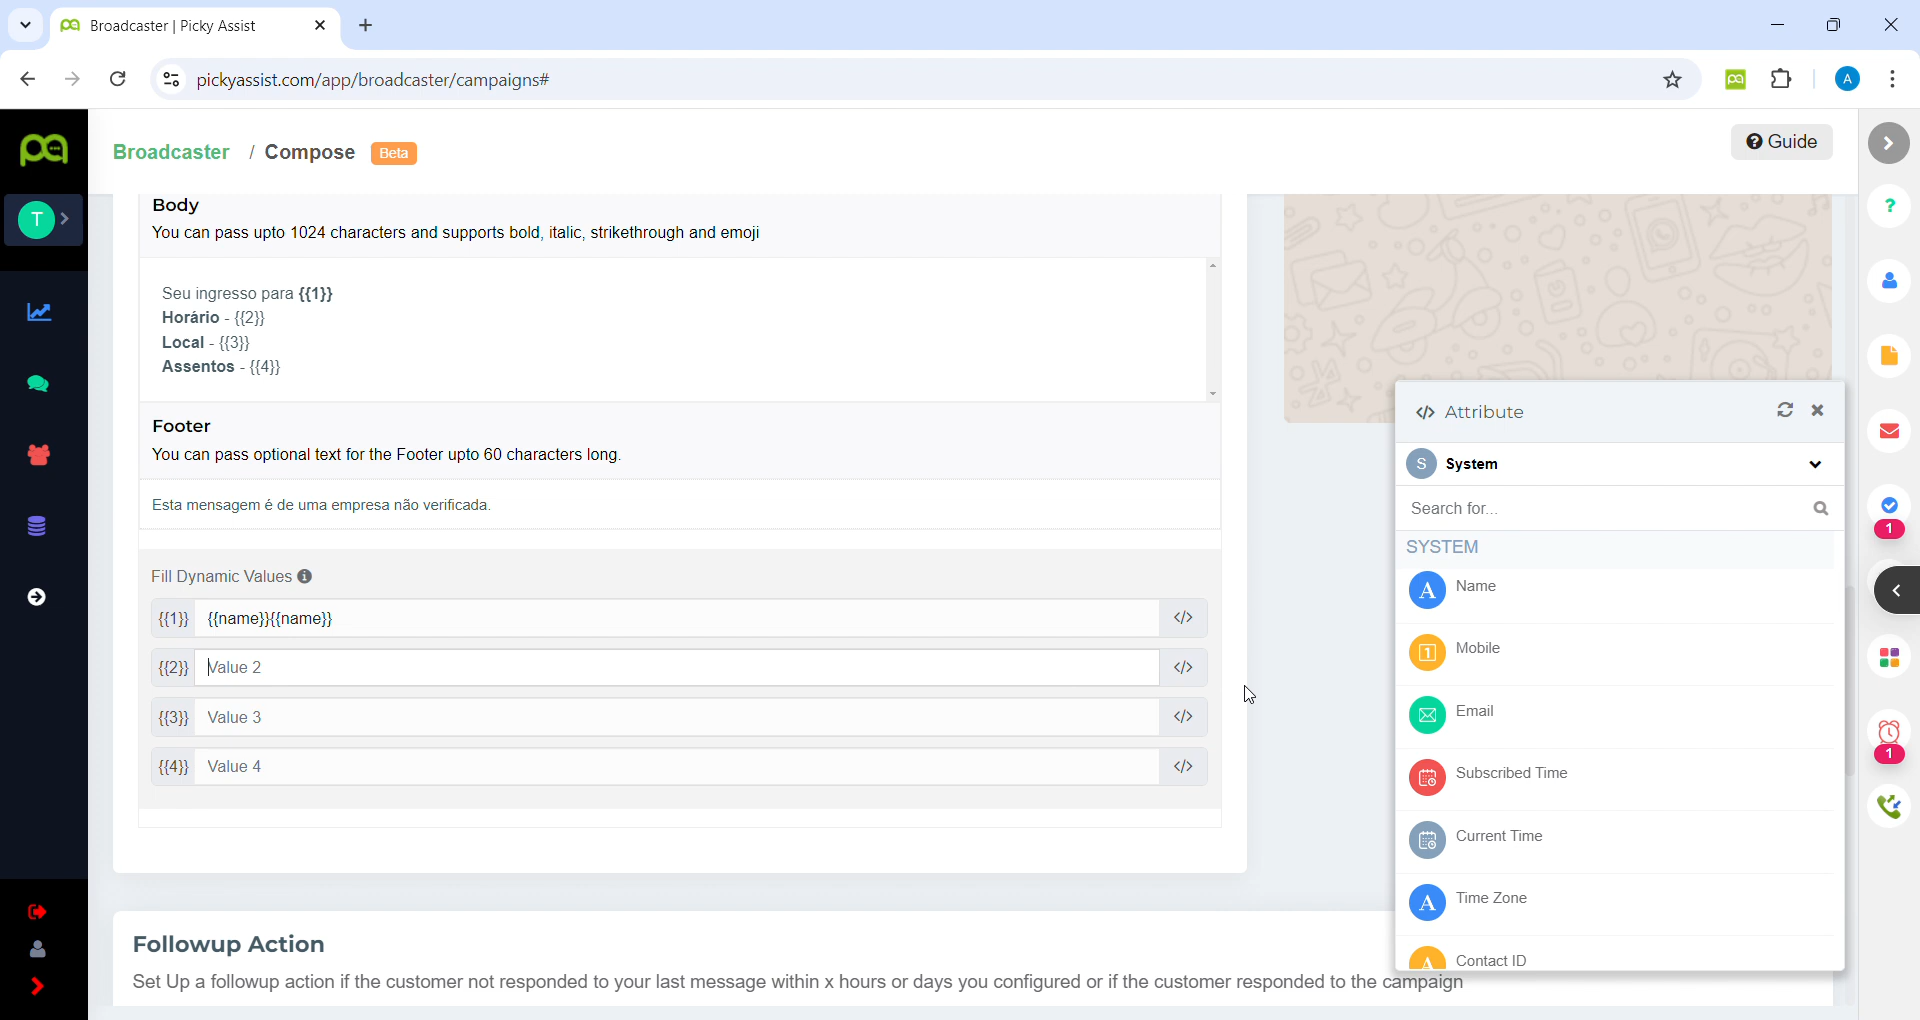 Broadcaster | Picky Assist
pickyassist.com/app/broadcaster/campaigns#
A
Broadcaster / Compose Beta
Guide
T
Body
You can pass upto 1024 characters and supports bold, italic, strikethrough and emoji
Seu ingresso para {{1}}
Horário - {{2}}
Local - {{3}}
Assentos - {{4}}
Footer
You can pass optional text for the Footer upto 60 characters long.
Esta mensagem é de uma empresa não verificada.
Fill Dynamic Values
{{1}} {{name}}{{name}} </>
{{2}} Value 2 </>
{{3}} Value 3 </>
{{4}} Value 4 </>
Followup Action
Set Up a followup action if the customer not responded to your last message within x hours or days you configured or if the customer responded to the campaign
</> Attribute
S System
Search for...
SYSTEM
A Name
1 Mobile
Email
Subscribed Time
Current Time
A Time Zone
A Contact ID
?
1
1